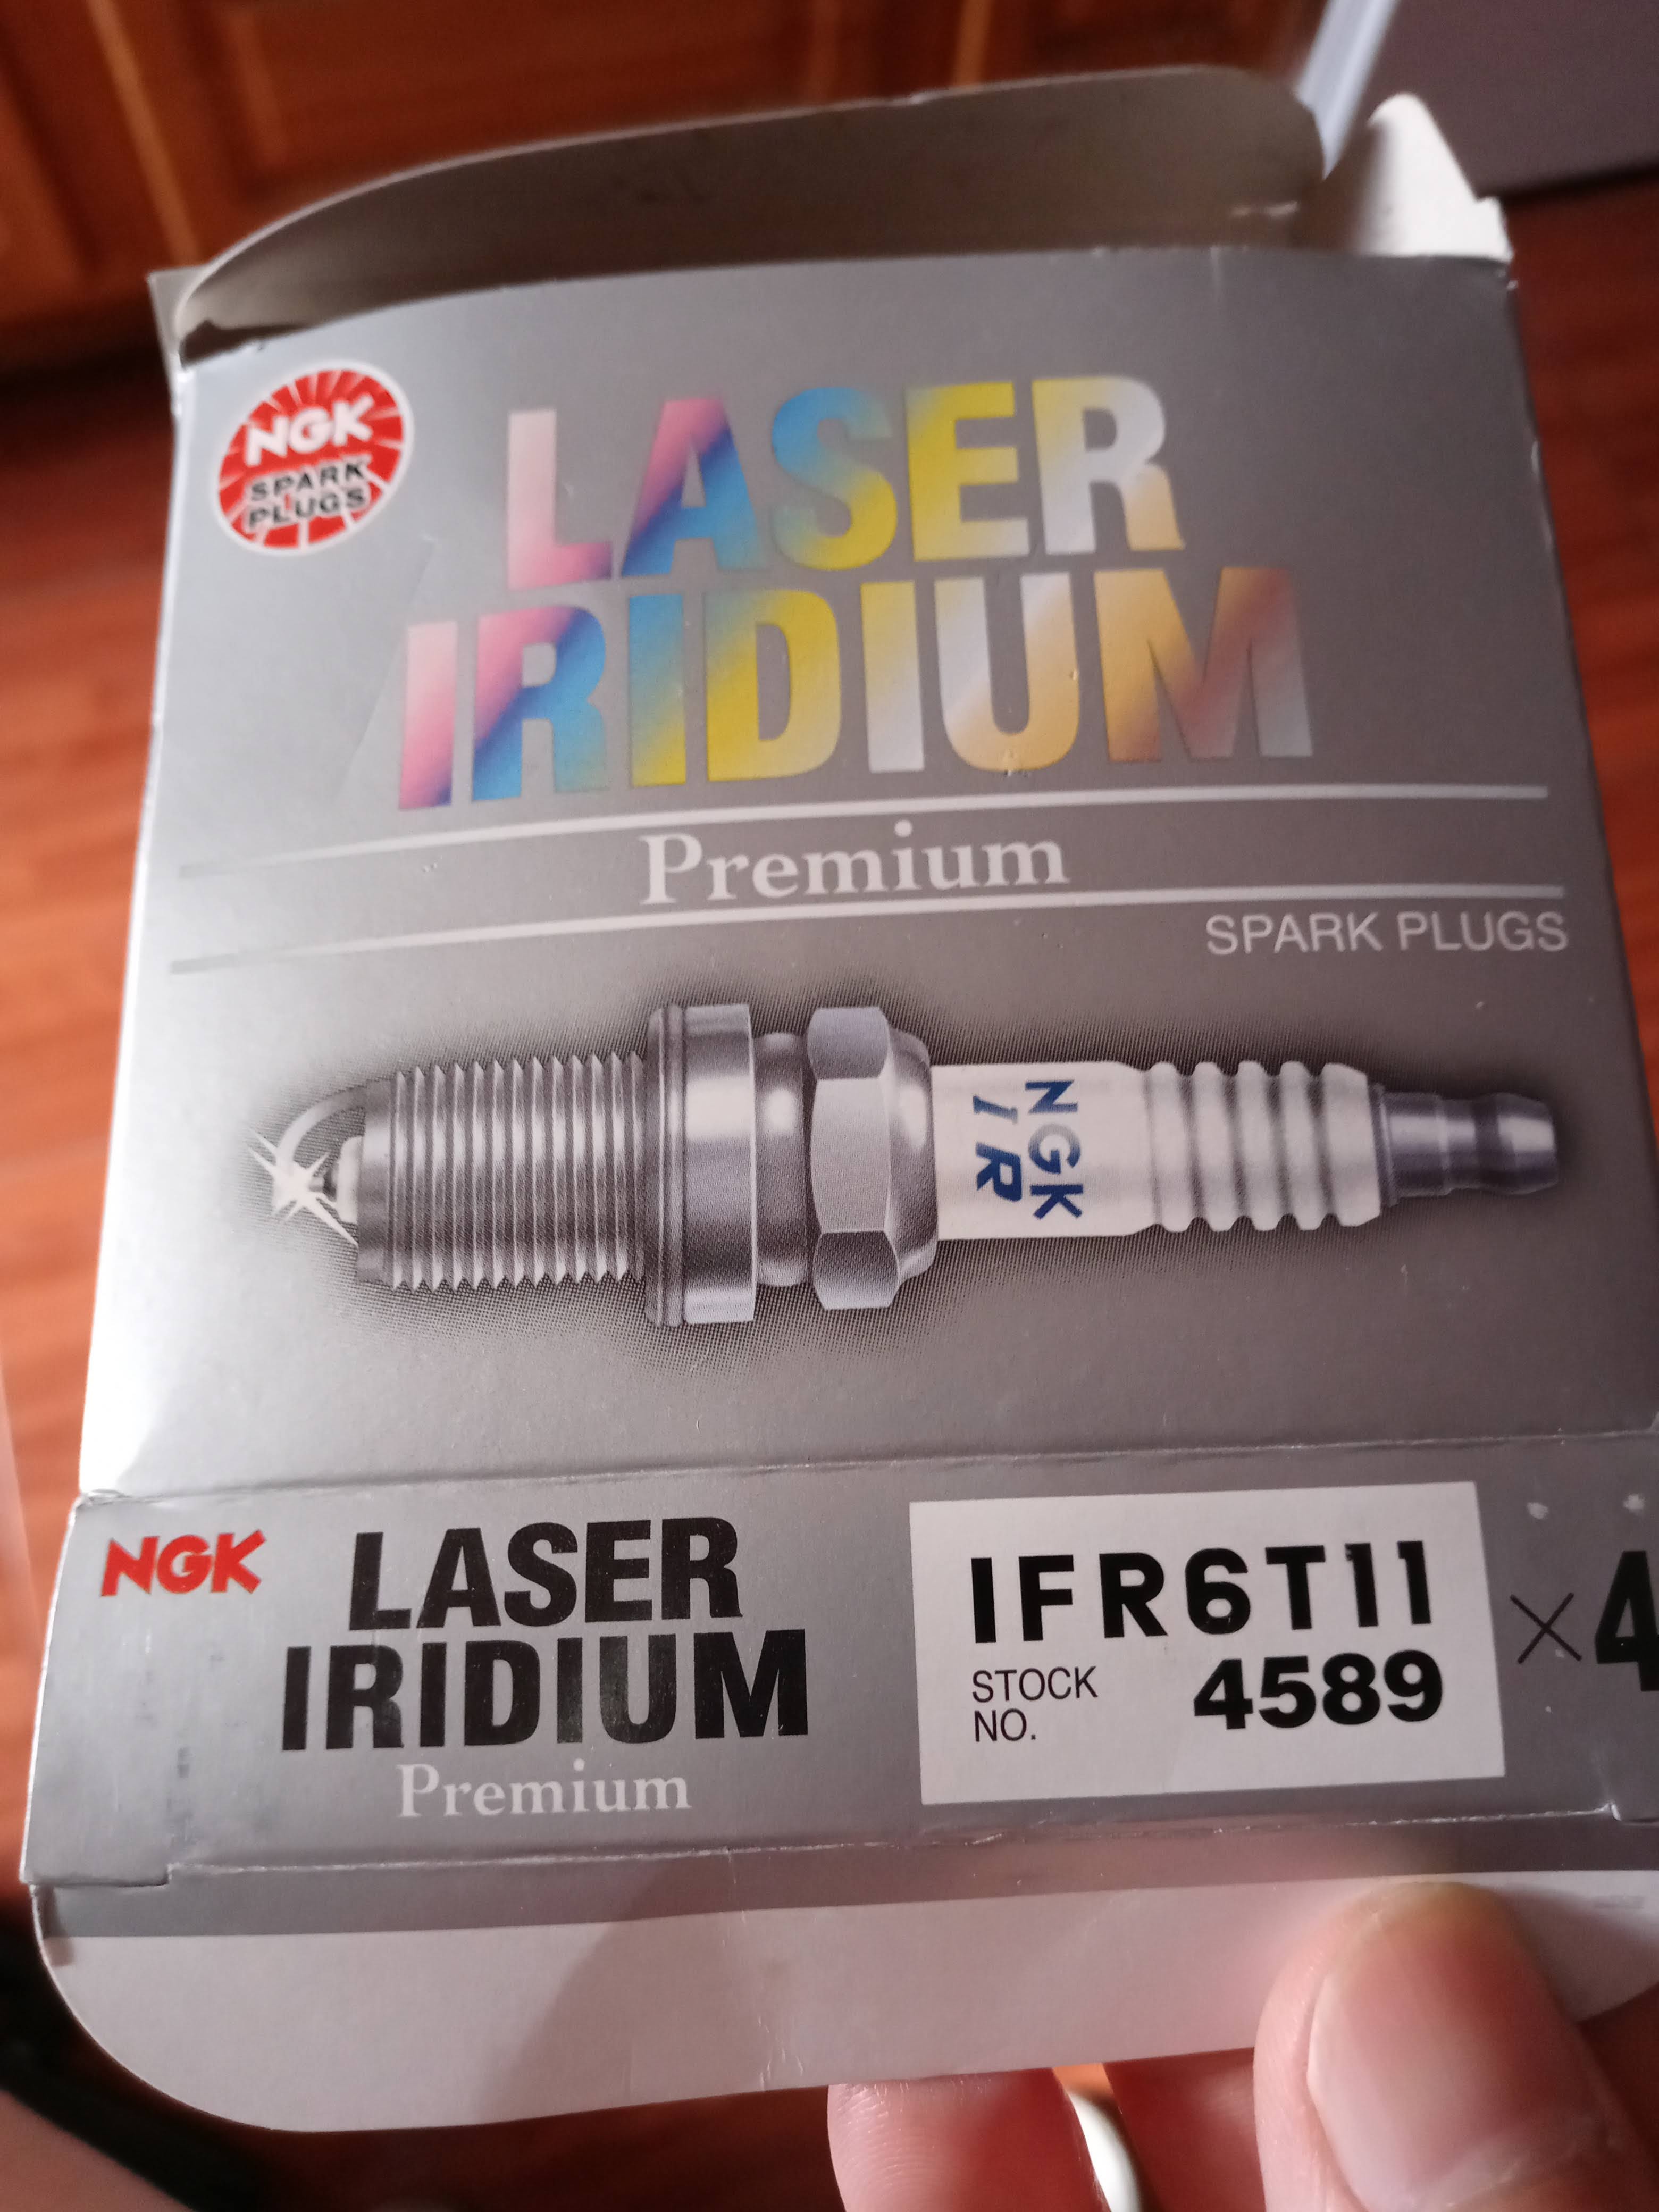 NGK
SPARK
PLUGS
LASER
IRIDIUM
Premium
SPARK PLUGS
NGK
IR
NGK
LASER
IRIDIUM
Premium
IFR6T11
STOCK
NO.
4589
×4